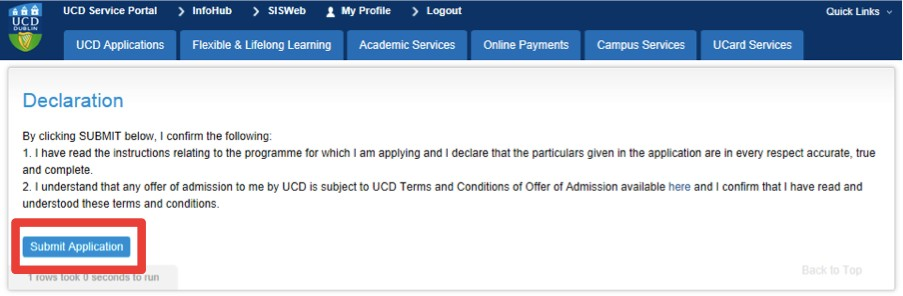 UCD Service Portal > InfoHub > SISWeb My Profile > Logout Quick Links
UCD
DUBLIN
UCD Applications Flexible & Lifelong Learning Academic Services Online Payments Campus Services UCard Services
Declaration
By clicking SUBMIT below, I confirm the following:
1. I have read the instructions relating to the programme for which I am applying and I declare that the particulars given in the application are in every respect accurate, true
and complete.
2. I understand that any offer of admission to me by UCD is subject to UCD Terms and Conditions of Offer of Admission available here and I confirm that I have read and
understood these terms and conditions.
Submit Application
1 rows took 0 seconds to run
Back to Top